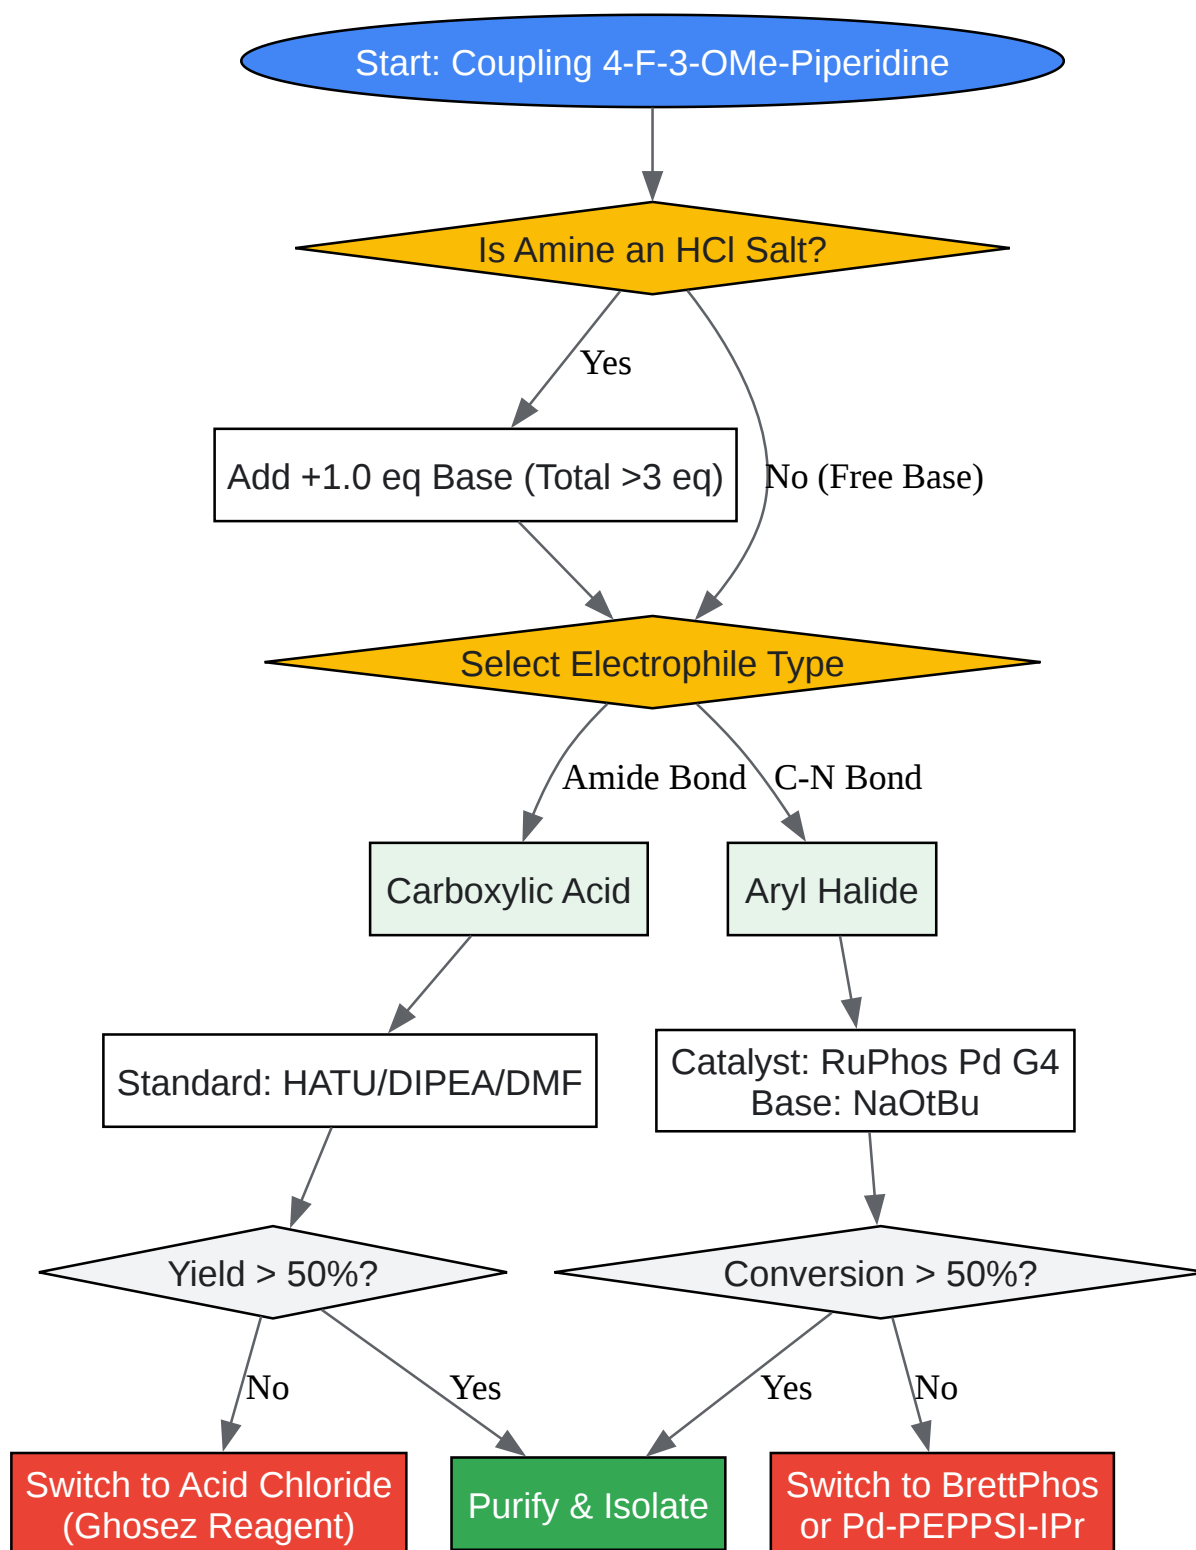 Start: Coupling 4-F-3-OMe-Piperidine
Is Amine an HCl Salt?
Yes
Add +1.0 eq Base (Total >3 eq)
No (Free Base)
Select Electrophile Type
Amide Bond
C-N Bond
Carboxylic Acid
Aryl Halide
Standard: HATU/DIPEA/DMF
Catalyst: RuPhos Pd G4
Base: NaOtBu
Yield > 50%?
Conversion > 50%?
No
Yes
Yes
No
Switch to Acid Chloride
(Ghosez Reagent)
Purify & Isolate
Switch to BrettPhos
or Pd-PEPPSI-IPr